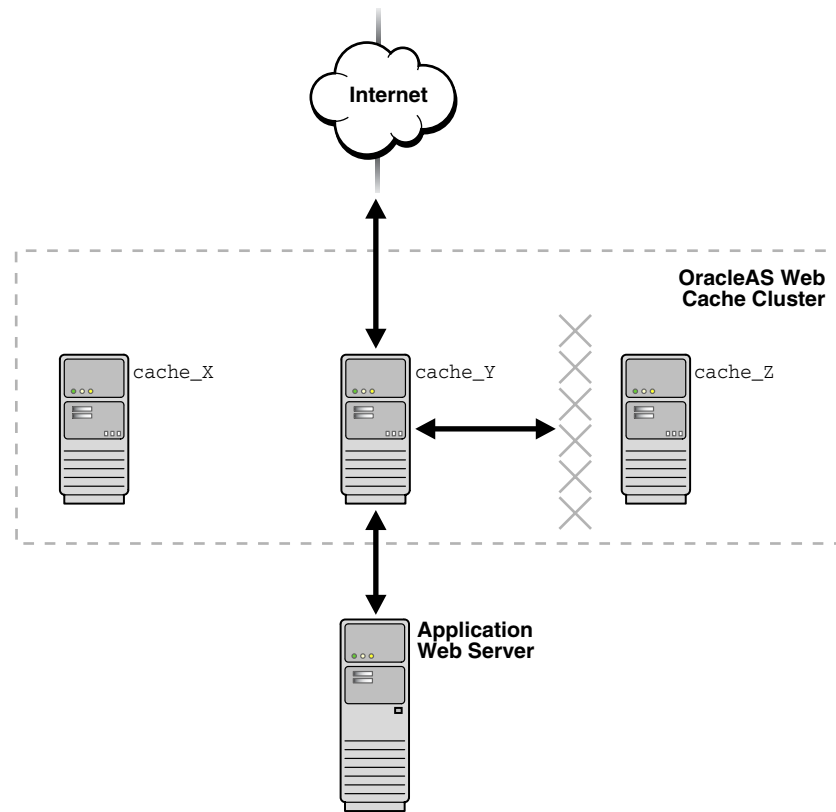 Internet
OracleAS Web
Cache Cluster
cache_X
cache_Y
cache_Z
Application
Web Server